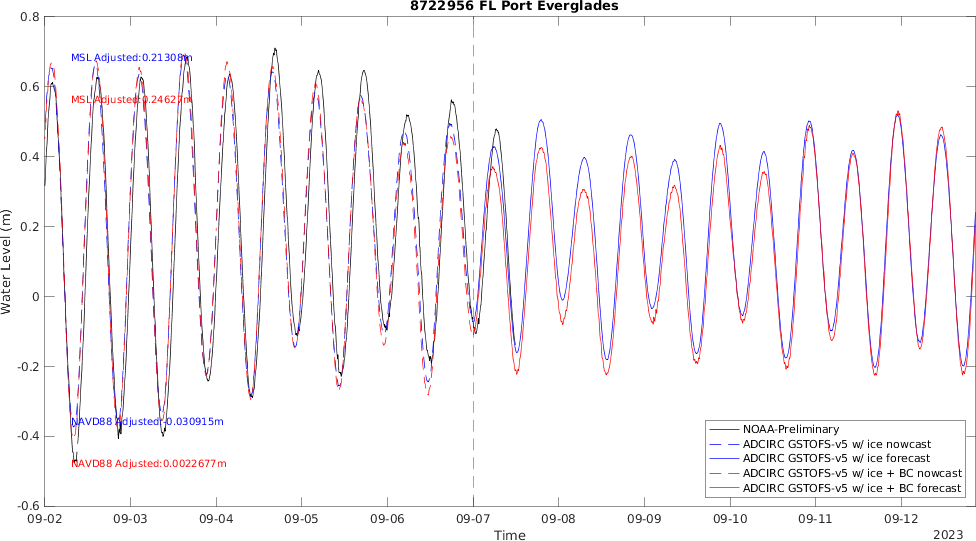 8722956 FL Port Everglades
0.8
0.6
0.4
0.2
0
-0.2
-0.4
-0.6
Water Level (m)
MSL Adjusted:0.21308m
MSL Adjusted:0.24627m
NAVD88 Adjusted:-0.030915m
NAVD88 Adjusted:0.0022677m
NOAA-Preliminary
ADCIRC GSTOFS-v5 w/ ice nowcast
ADCIRC GSTOFS-v5 w/ ice forecast
ADCIRC GSTOFS-v5 w/ ice + BC nowcast
ADCIRC GSTOFS-v5 w/ ice + BC forecast
09-02 09-03 09-04 09-05 09-06 09-07 09-08 09-09 09-10 09-11 09-12
Time
2023